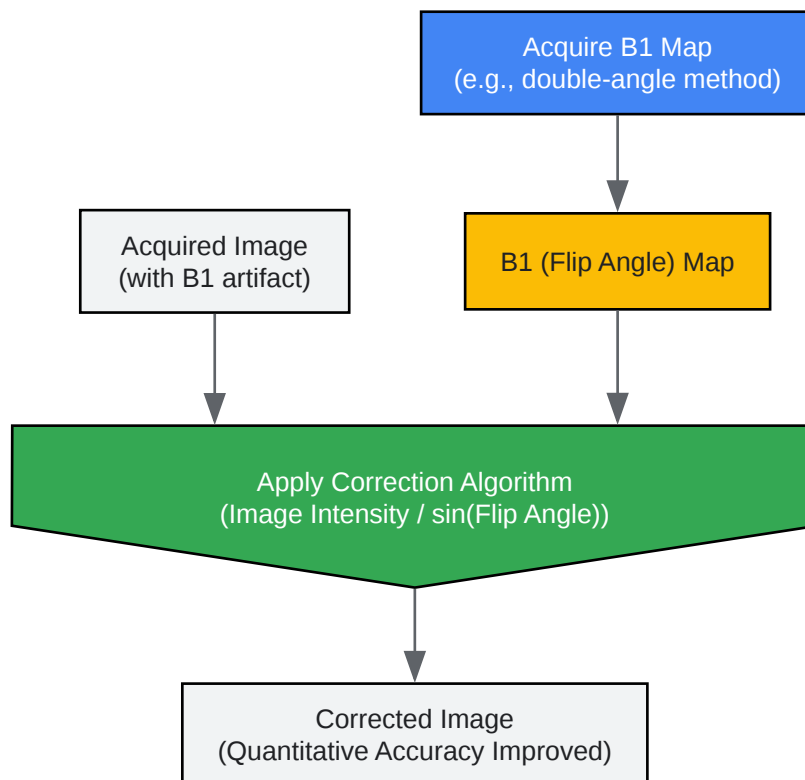 Acquire B1 Map
(e.g., double-angle method)
Acquired Image
(with B1 artifact)
B1 (Flip Angle) Map
Apply Correction Algorithm
(Image Intensity / sin(Flip Angle))
Corrected Image
(Quantitative Accuracy Improved)